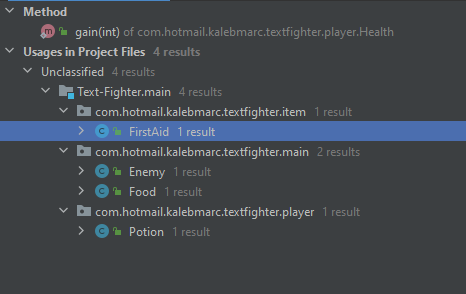 Method
m gain(int) of com.hotmail.kalebmarc.textfighter.player.Health
Usages in Project Files 4 results
Unclassified 4 results
Text-Fighter.main 4 results
com.hotmail.kalebmarc.textfighter.item 1 result
C FirstAid 1 result
com.hotmail.kalebmarc.textfighter.main 2 results
C Enemy 1 result
C Food 1 result
com.hotmail.kalebmarc.textfighter.player 1 result
C Potion 1 result